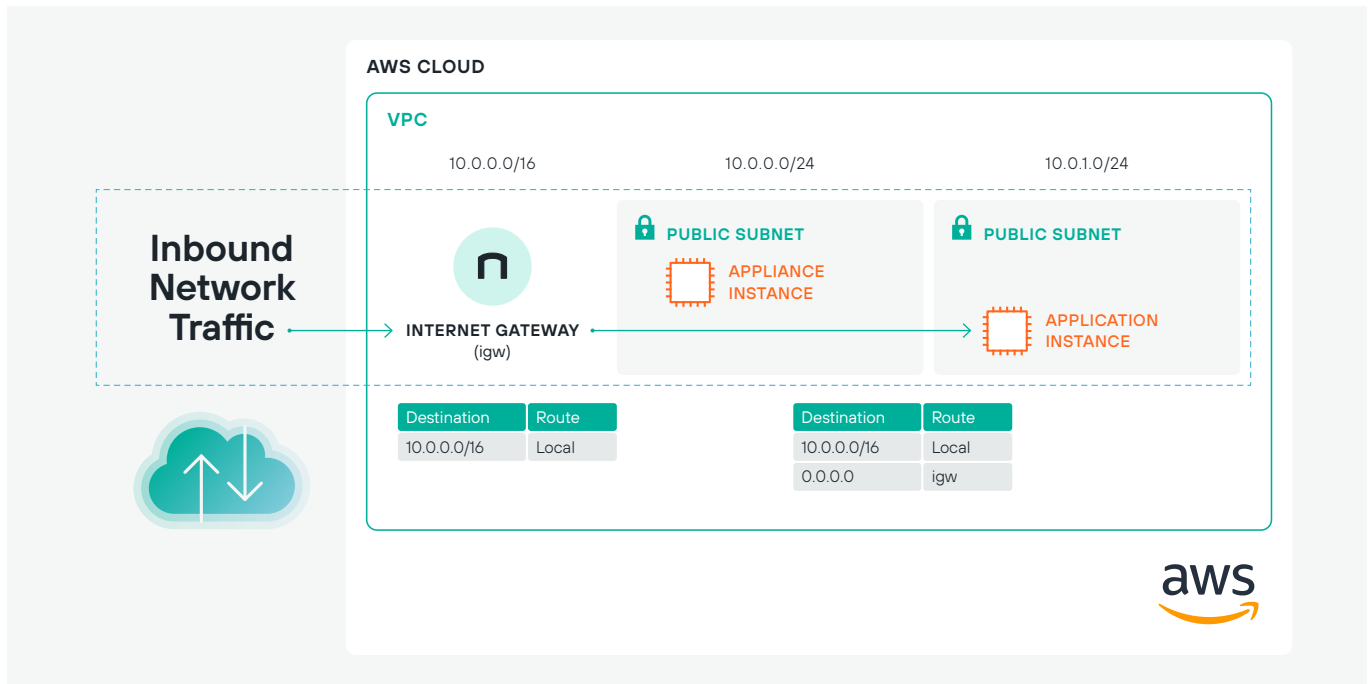 AWS CLOUD
VPC
10.0.0.0/16
10.0.0.0/24
10.0.1.0/24
Inbound
Network
Traffic
n
INTERNET GATEWAY
(igw)
PUBLIC SUBNET
APPLIANCE
INSTANCE
PUBLIC SUBNET
APPLICATION
INSTANCE
Destination Route
10.0.0.0/16 Local
Destination Route
10.0.0.0/16 Local
0.0.0.0 igw
aws